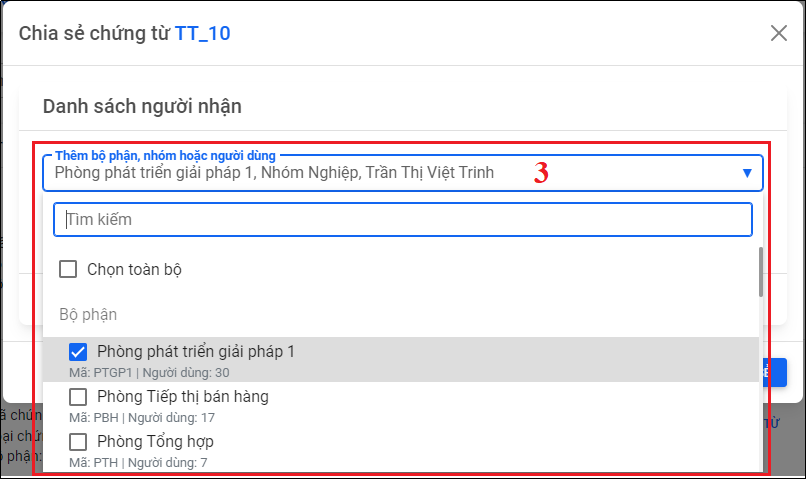 Chia sẻ chứng từ TT_10
Danh sách người nhận
Thêm bộ phận, nhóm hoặc người dùng
Phòng phát triển giải pháp 1, Nhóm Nghiệp, Trần Thị Việt Trinh
3
Tìm kiếm
Chọn toàn bộ
Bộ phận
Phòng phát triển giải pháp 1
Mã: PTGP1 | Người dùng: 30
Phòng Tiếp thị bán hàng
Mã: PBH | Người dùng: 17
Phòng Tổng hợp
Mã: PTH | Người dùng: 7